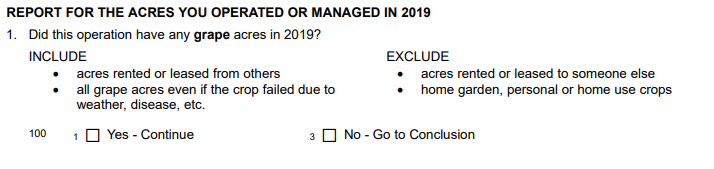 REPORT FOR THE ACRES YOU OPERATED OR MANAGED IN 2019
1. Did this operation have any grape acres in 2019?
INCLUDE
• acres rented or leased from others
• all grape acres even if the crop failed due to
weather, disease, etc.
EXCLUDE
• acres rented or leased to someone else
• home garden, personal or home use crops
100 1 ☐ Yes - Continue 3 ☐ No - Go to Conclusion